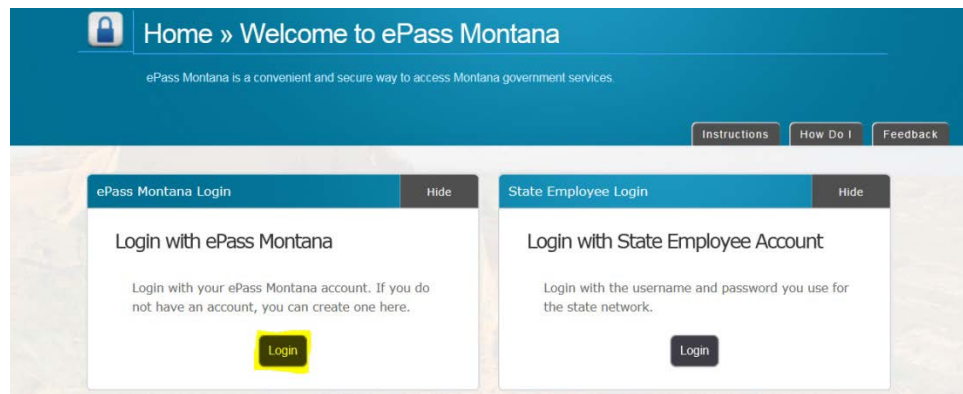 Home » Welcome to ePass Montana
ePass Montana is a convenient and secure way to access Montana government services.
Instructions How Do I Feedback
ePass Montana Login Hide
Login with ePass Montana
Login with your ePass Montana account. If you do
not have an account, you can create one here.
Login
State Employee Login Hide
Login with State Employee Account
Login with the username and password you use for
the state network.
Login